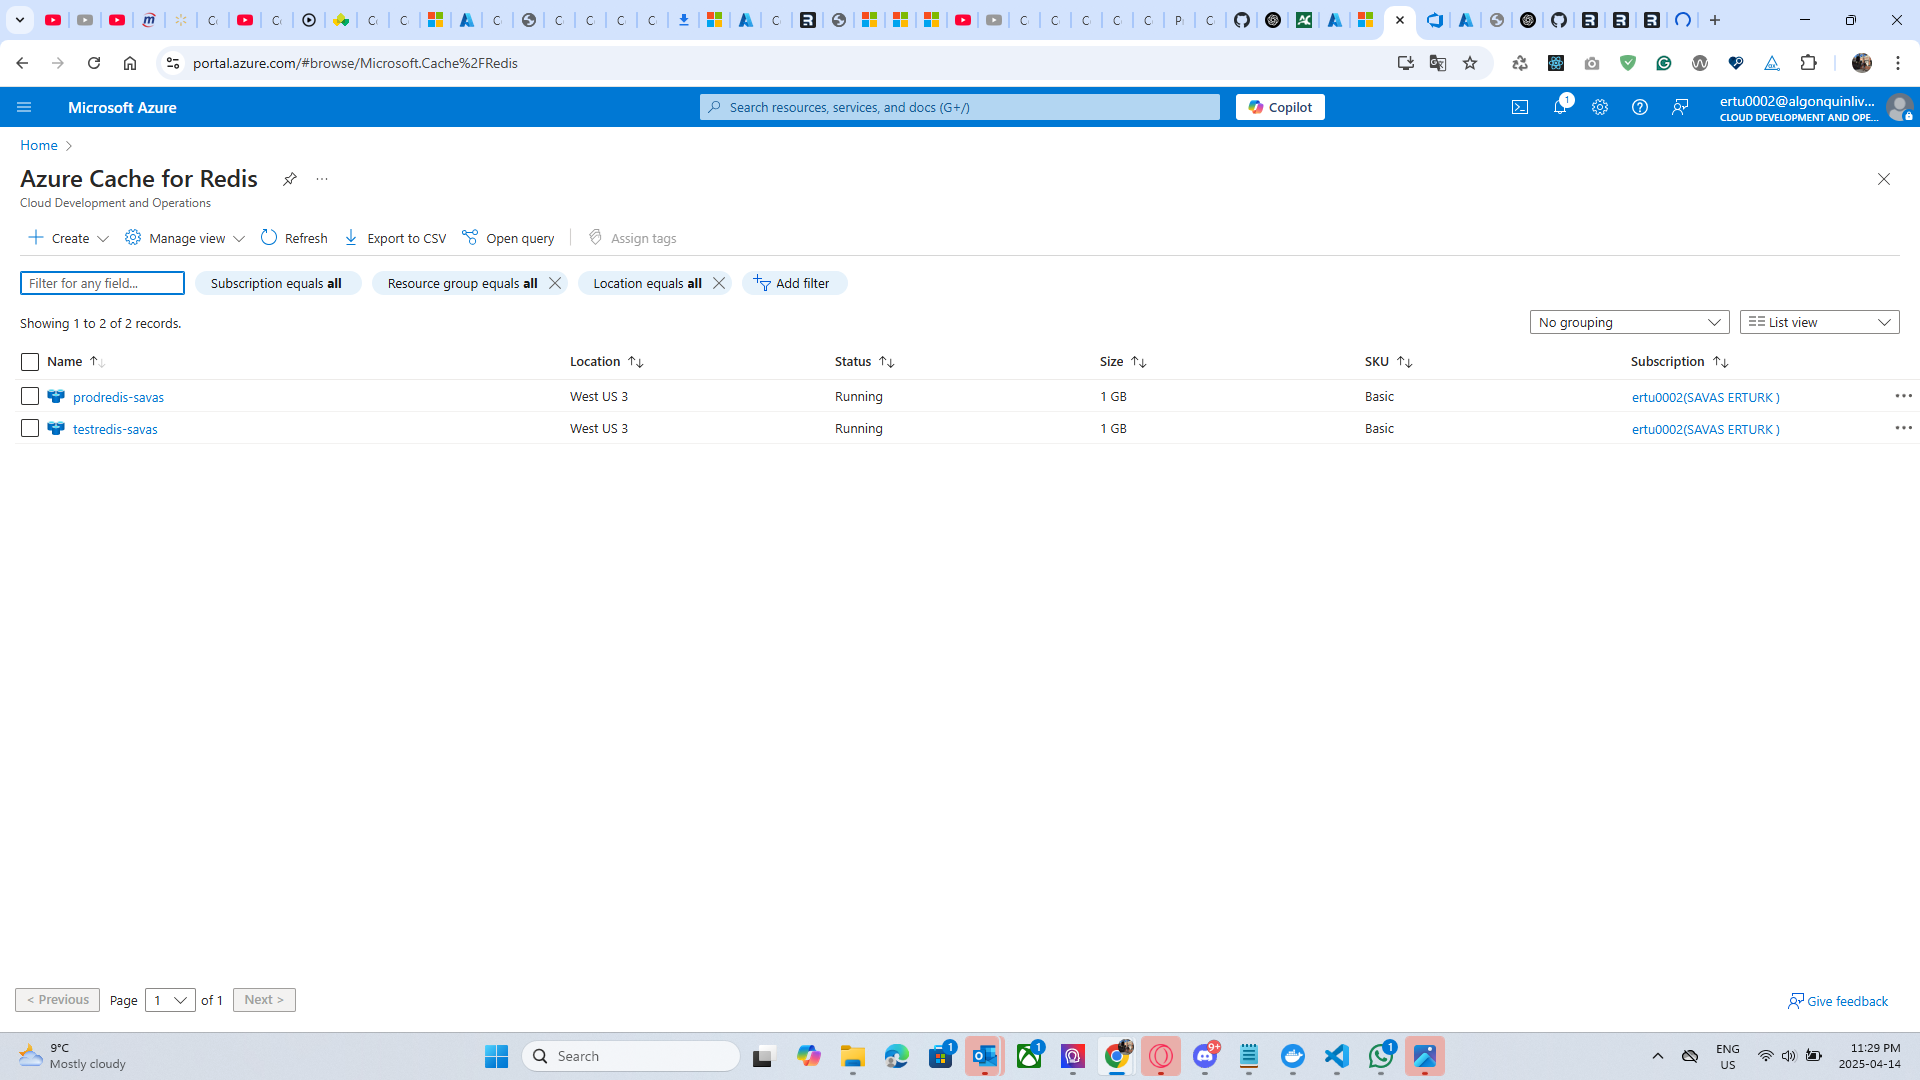 portal.azure.com/#browse/Microsoft.Cache%2FRedis
Microsoft Azure
Search resources, services, and docs (G+/)
Copilot
1
ertu0002@algonquinliv...
CLOUD DEVELOPMENT AND OPE...
Home
Azure Cache for Redis
...
Cloud Development and Operations
Create
Manage view
Refresh
Export to CSV
Open query
Assign tags
Filter for any field...
Subscription equals all
Resource group equals all
Location equals all
Add filter
Showing 1 to 2 of 2 records.
No grouping
List view
Name Location Status Size SKU Subscription
prodredis-savas West US 3 Running 1 GB Basic ertu0002(SAVAS ERTURK )
testredis-savas West US 3 Running 1 GB Basic ertu0002(SAVAS ERTURK )
< Previous Page 1 of 1 Next >
Give feedback
9°C
Mostly cloudy
Search
1
1
9+
1
ENG
US
11:29 PM
2025-04-14